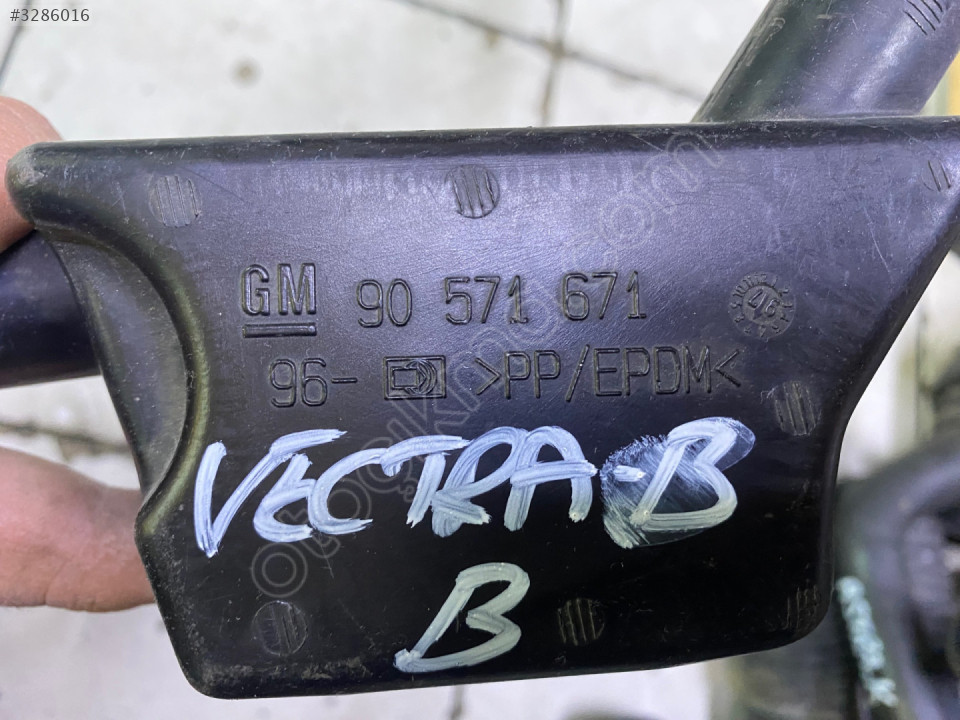 #3286016
GM 90 571 671
96- >PP/EPDM<
VECTRA-B
B